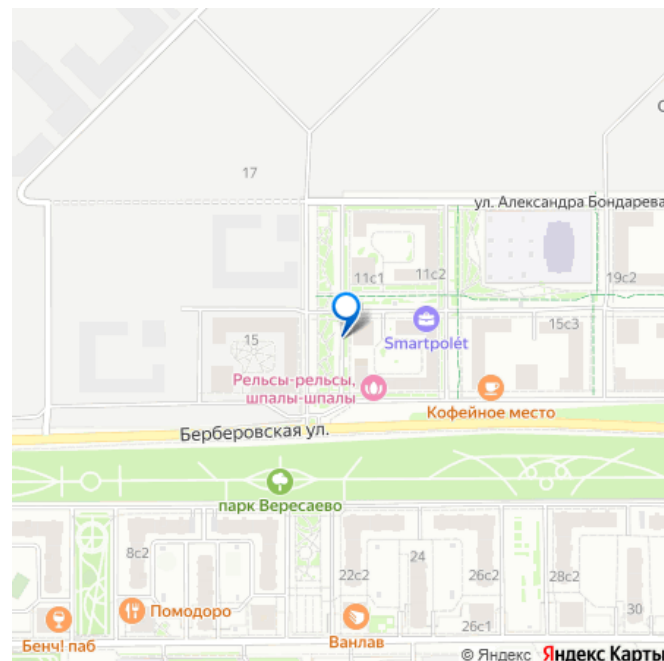 17
ул. Александра Бондарева
11с1
11с2
19с2
15
Smartpolét
15с3
Рельсы-рельсы,
шпалы-шпалы
Кофейное место
Берберовская ул.
парк Вересаево
8с2
24
22с2
26с2
28с2
Помодоро
30
26с1
Бенч! паб
Ванлав
© Яндекс Яндекс Карты